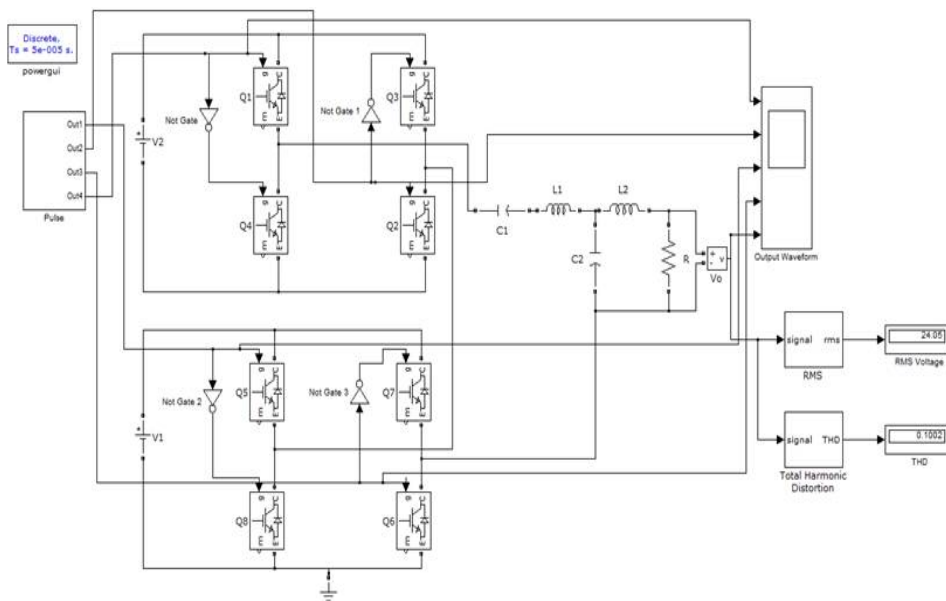 Discrete,
Ts = 5e-005 s.
powergui
Out1
Out2
Out3
Out4
Pulse
V2
Not Gate
g
C
Q1
m
E
Not Gate 1
g
C
Q3
m
E
g
C
Q4
m
E
g
C
Q2
m
E
C1
L1
L2
C2
R
+
-
v
Vo
Output Waveform
signal
rms
RMS
24.05
RMS Voltage
signal
THD
Total Harmonic
Distortion
0.1002
THD
+
V1
Not Gate 2
g
C
Q5
m
E
Not Gate 3
g
C
Q7
m
E
g
C
Q8
m
E
g
C
Q6
m
E